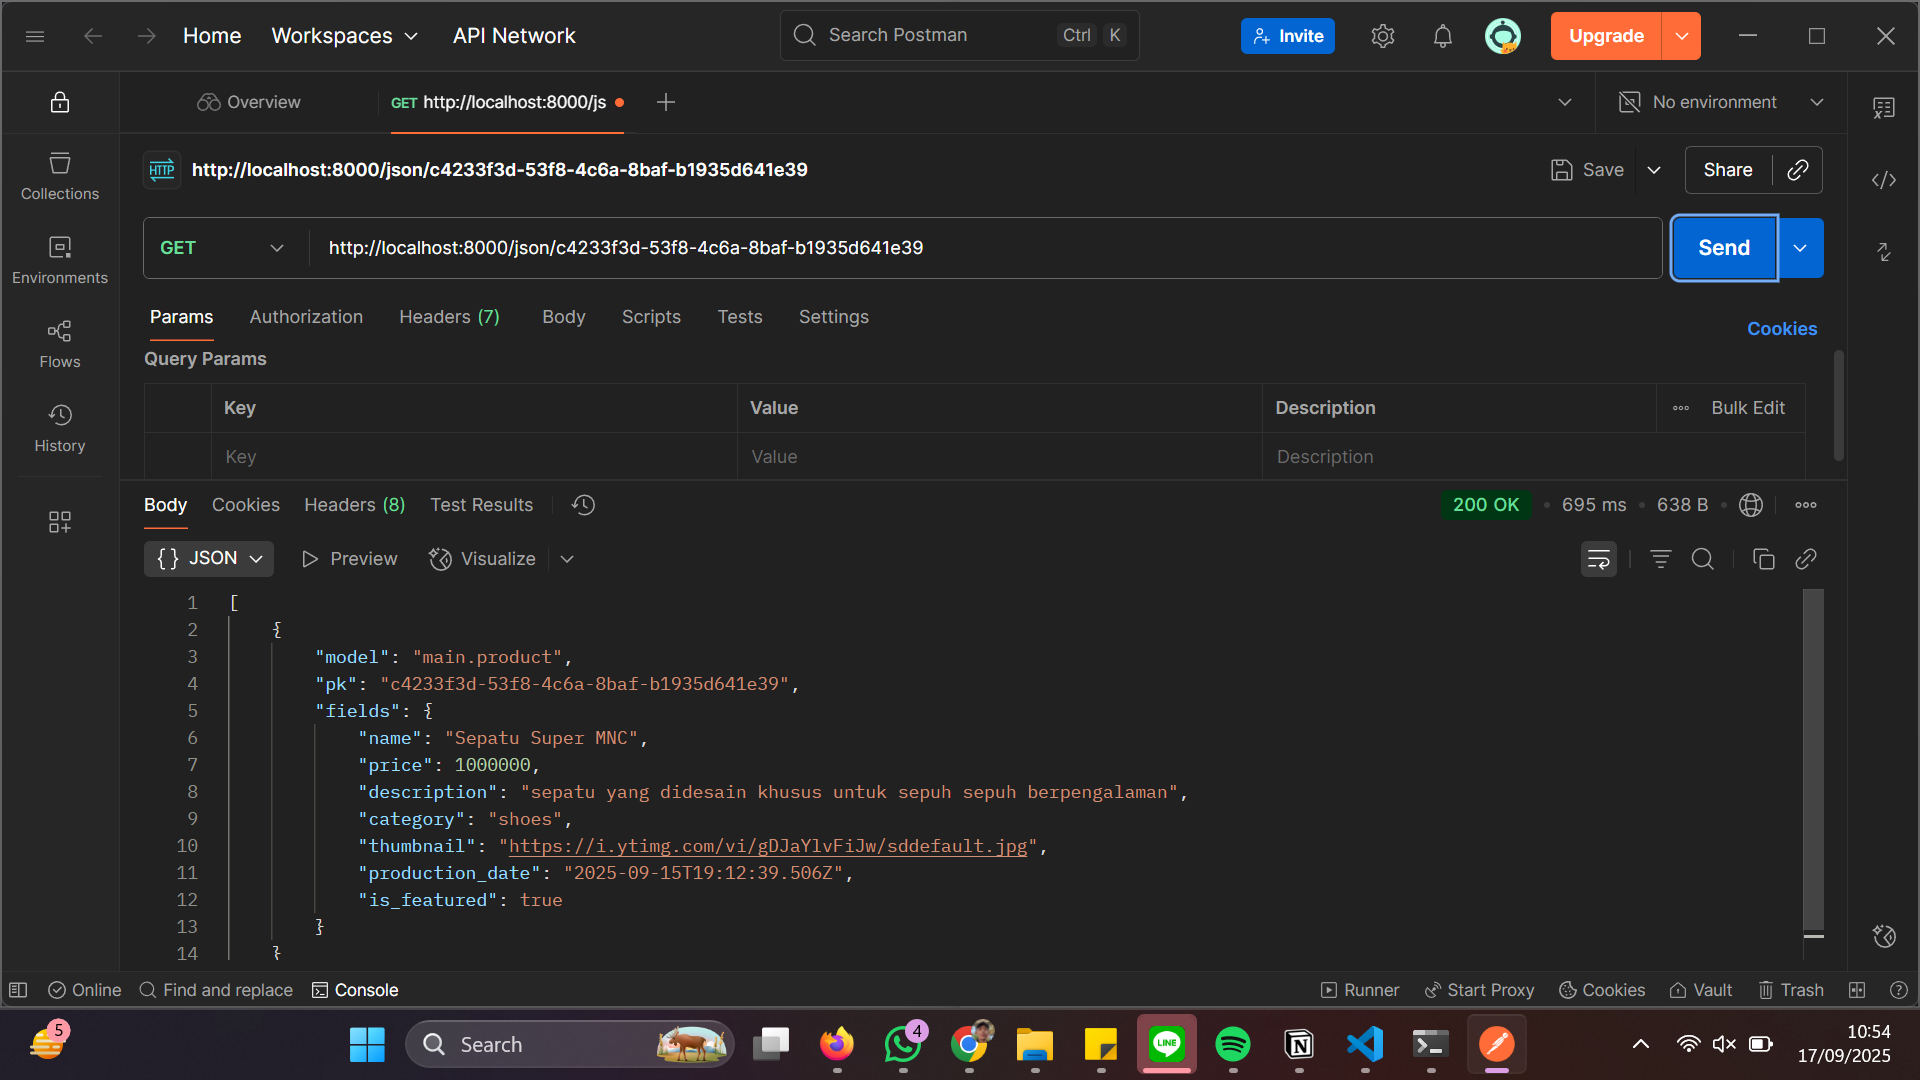 Home
Workspaces
API Network
Search Postman
Ctrl K
Invite
Upgrade
Overview
GET http://localhost:8000/js
No environment
HTTP http://localhost:8000/json/c4233f3d-53f8-4c6a-8baf-b1935d641e39
Save
Share
Collections
Environments
Flows
History
GET
http://localhost:8000/json/c4233f3d-53f8-4c6a-8baf-b1935d641e39
Send
Params Authorization Headers (7) Body Scripts Tests Settings
Cookies
Query Params
Key Value Description Bulk Edit
Key Value Description
Body Cookies Headers (8) Test Results
200 OK • 695 ms • 638 B •
{} JSON Preview Visualize
1 [
2 {
3 "model": "main.product",
4 "pk": "c4233f3d-53f8-4c6a-8baf-b1935d641e39",
5 "fields": {
6 "name": "Sepatu Super MNC",
7 "price": 1000000,
8 "description": "sepatu yang didesain khusus untuk sepuh sepuh berpengalaman",
9 "category": "shoes",
10 "thumbnail": "https://i.ytimg.com/vi/gDJaYlvFiJw/sddefault.jpg",
11 "production_date": "2025-09-15T19:12:39.506Z",
12 "is_featured": true
13 }
14 }
Online Find and replace Console
Runner Start Proxy Cookies Vault Trash
5
Search
4
LINE
10:54
17/09/2025